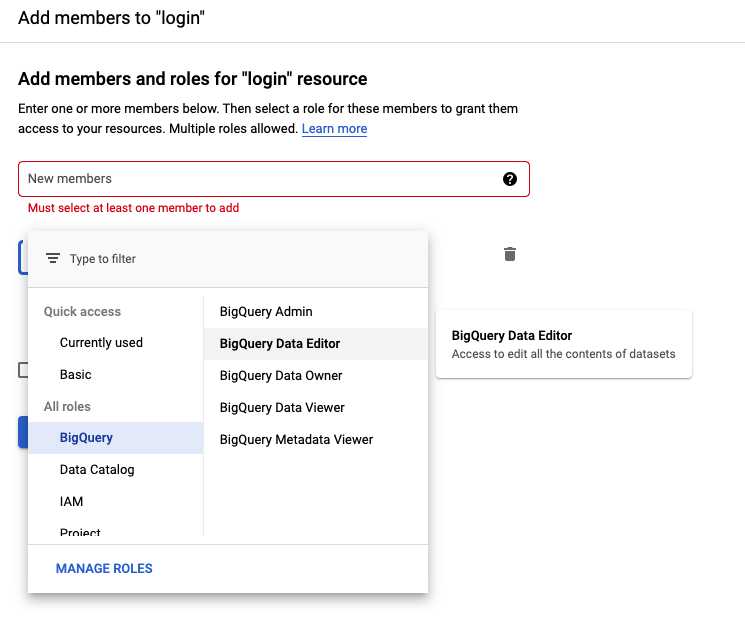 Add members to "login"
Add members and roles for "login" resource
Enter one or more members below. Then select a role for these members to grant them
access to your resources. Multiple roles allowed. Learn more
New members
Must select at least one member to add
Type to filter
Quick access
Currently used
Basic
All roles
BigQuery
Data Catalog
IAM
Project
BigQuery Admin
BigQuery Data Editor
BigQuery Data Owner
BigQuery Data Viewer
BigQuery Metadata Viewer
BigQuery Data Editor
Access to edit all the contents of datasets
MANAGE ROLES